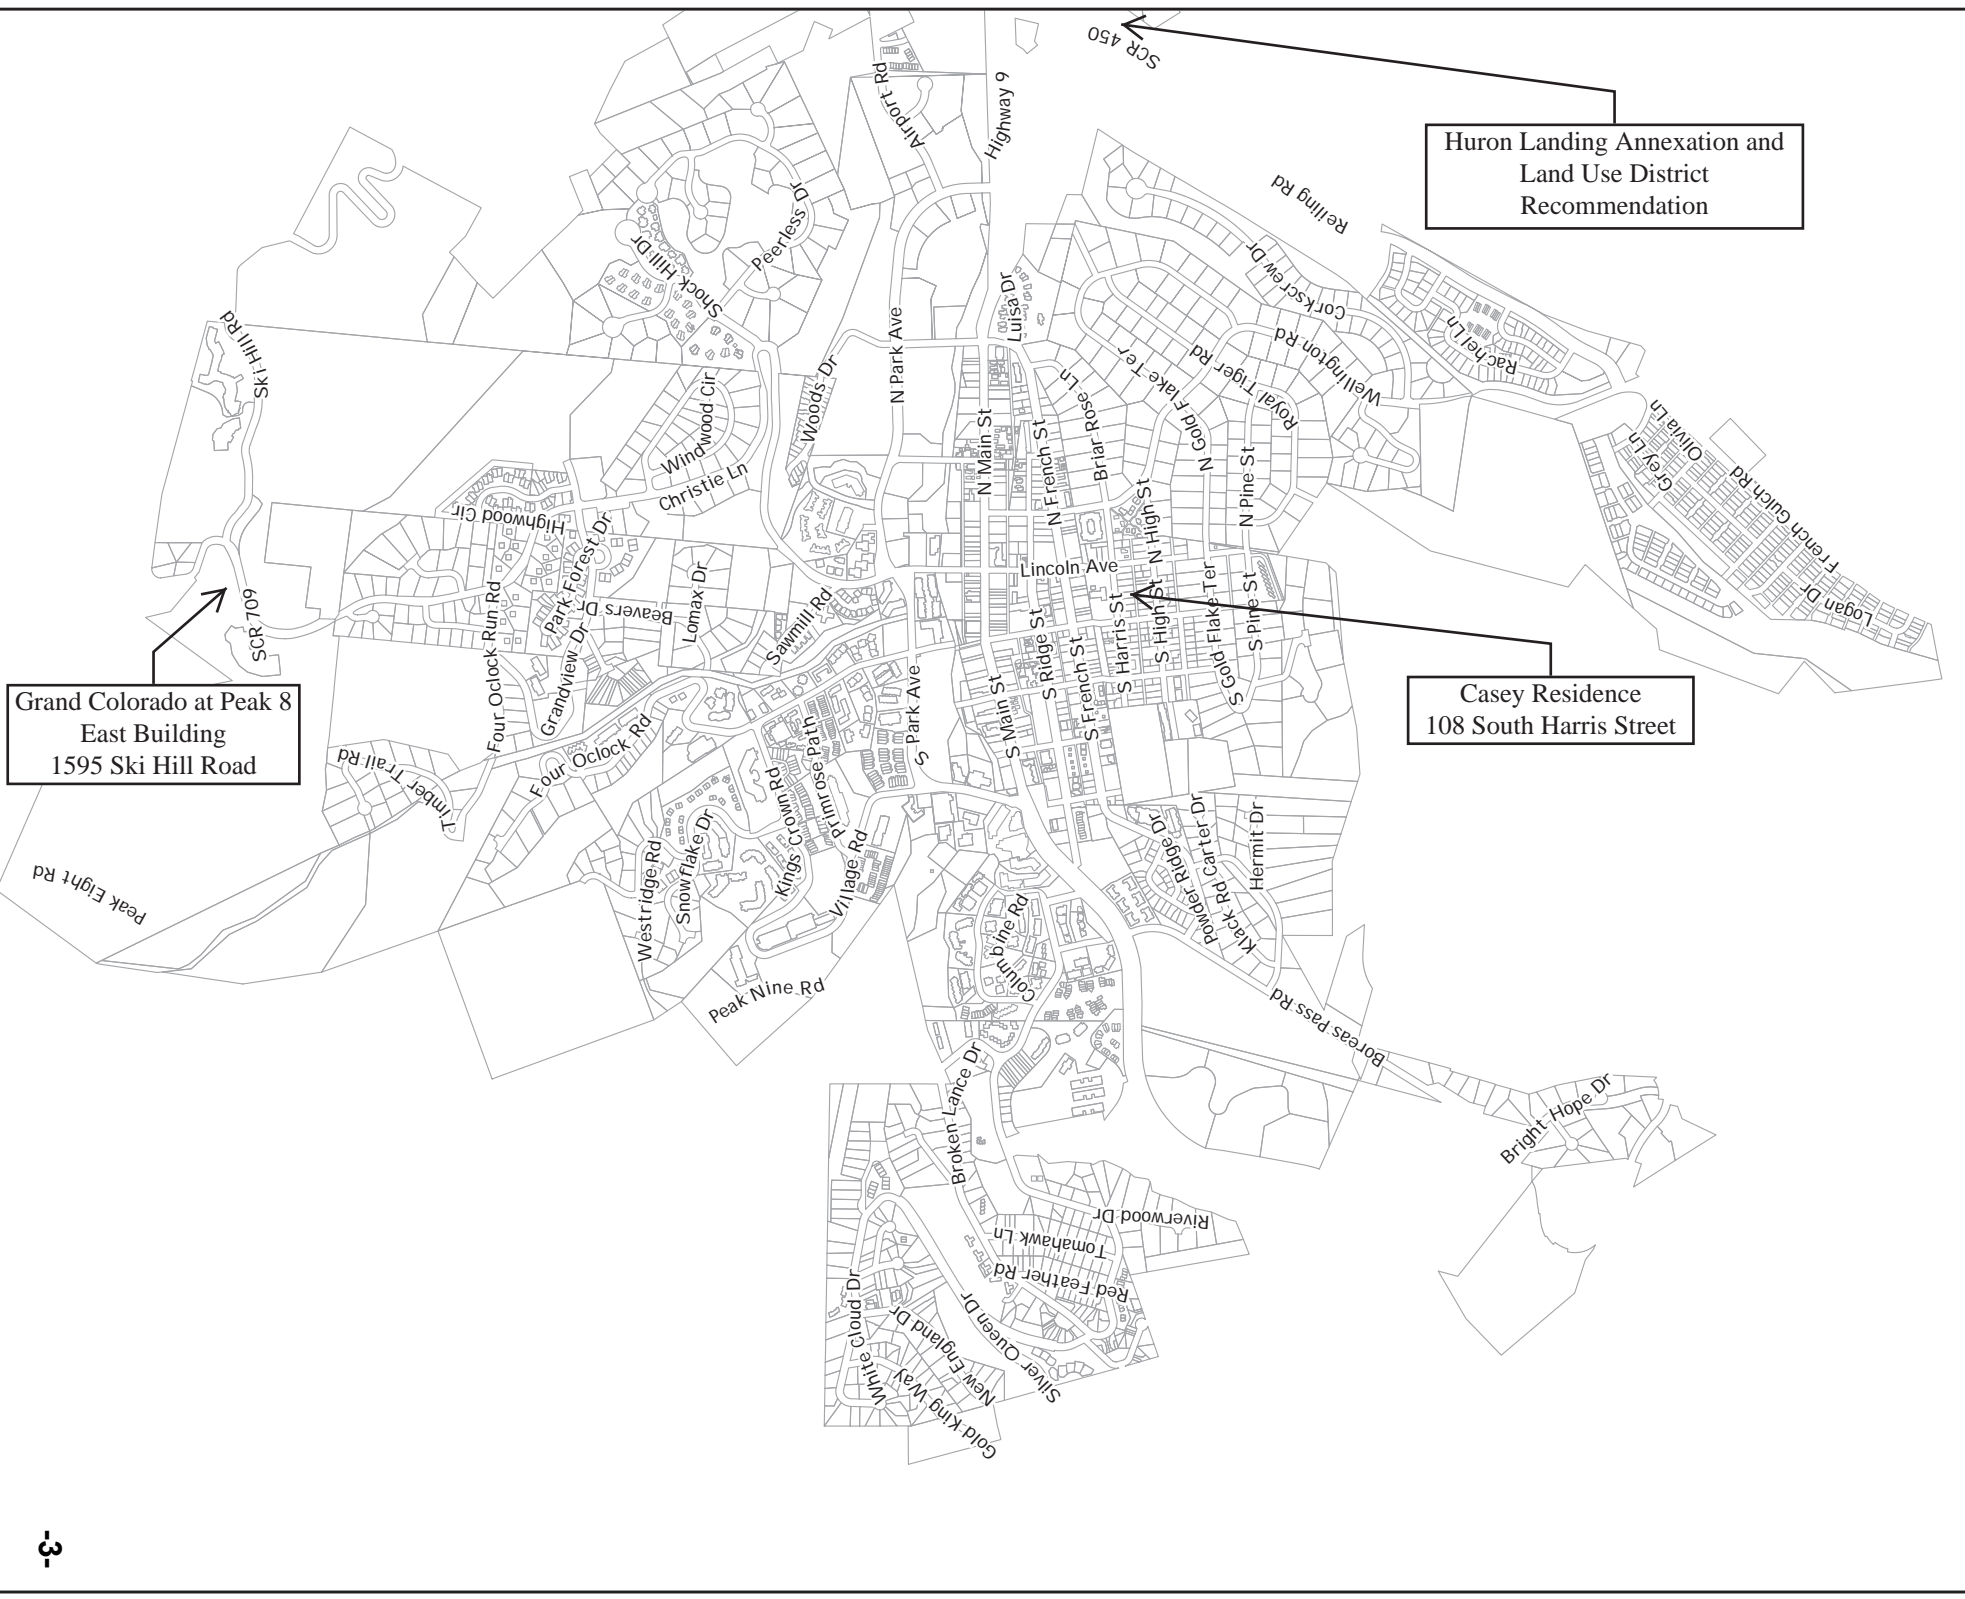 SCR 450
Huron Landing Annexation and
Land Use District
Recommendation
Airport Rd
Highway 9
Reiling Rd
Peerless Dr
Shock Hill Dr
Corkscrew Dr
Luisa Dr
Ski Hill Rd
N Park Ave
Woods Dr
Gold Flake Ter
Royal Tiger Rd
Wellington Rd
Rachel Ln
Windwood Cir
Christie Ln
N Main St
N French St
Briar Rose Ln
N Gold Flake Ter
N Pine St
N High St
Grey Ln
Olivia Ln
French Gulch Rd
Logan Dr
Highwood Cir
Park Forest Dr
Beavers Dr
Lomax Dr
Sawmill Rd
Lincoln Ave
Four Oclock Run Rd
Grandview Dr
SCR 709
Grand Colorado at Peak 8
East Building
1595 Ski Hill Road
S Ridge St
S French St
S Harris St
S High St
S Gold Flake Ter
S Pine St
Casey Residence
108 South Harris Street
S Main St
S Park Ave
Four Oclock Rd
Timber Trail Rd
Primrose Path
Kings Crown Rd
Village Rd
Snowflake Dr
Westridge Rd
Peak Eight Rd
Peak Nine Rd
Columbine Rd
Powder Ridge Dr
Carter Dr
Klack Rd
Hermit Dr
Boreas Pass Rd
Bright Hope Dr
Broken Lance Dr
Riverwood Dr
Tomahawk Ln
Red Feather Rd
White Cloud Dr
New England Dr
Silver Queen Dr
Gold King Way
-3-